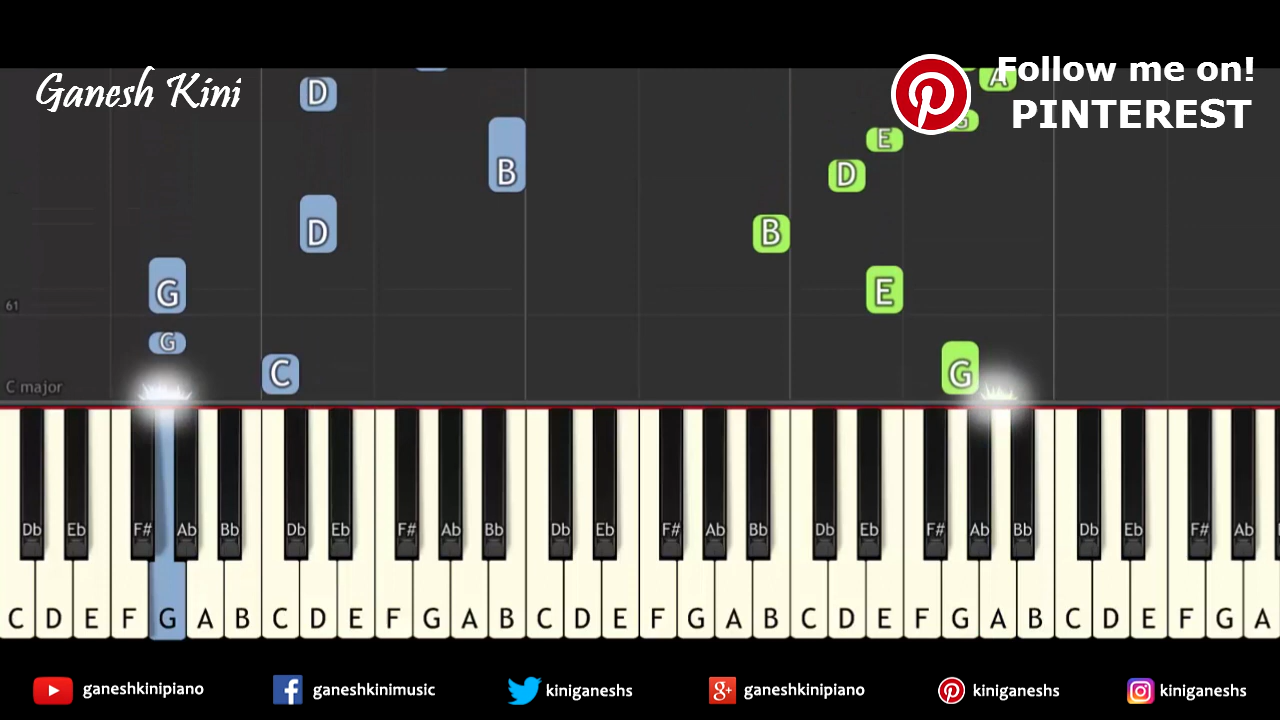 Ganesh Kini
Follow me on!
PINTEREST
D
A
G
E
B
D
D
B
G
E
61
G
C
G
C major
Db Eb F# Ab Bb Db Eb F# Ab Bb Db Eb F# Ab Bb Db Eb F# Ab Bb Db Eb F# Ab
C D E F G A B C D E F G A B C D E F G A B C D E F G A B C D E F G A
ganeshkinipiano ganeshkinimusic kiniganeshs ganeshkinipiano kiniganeshs kiniganeshs